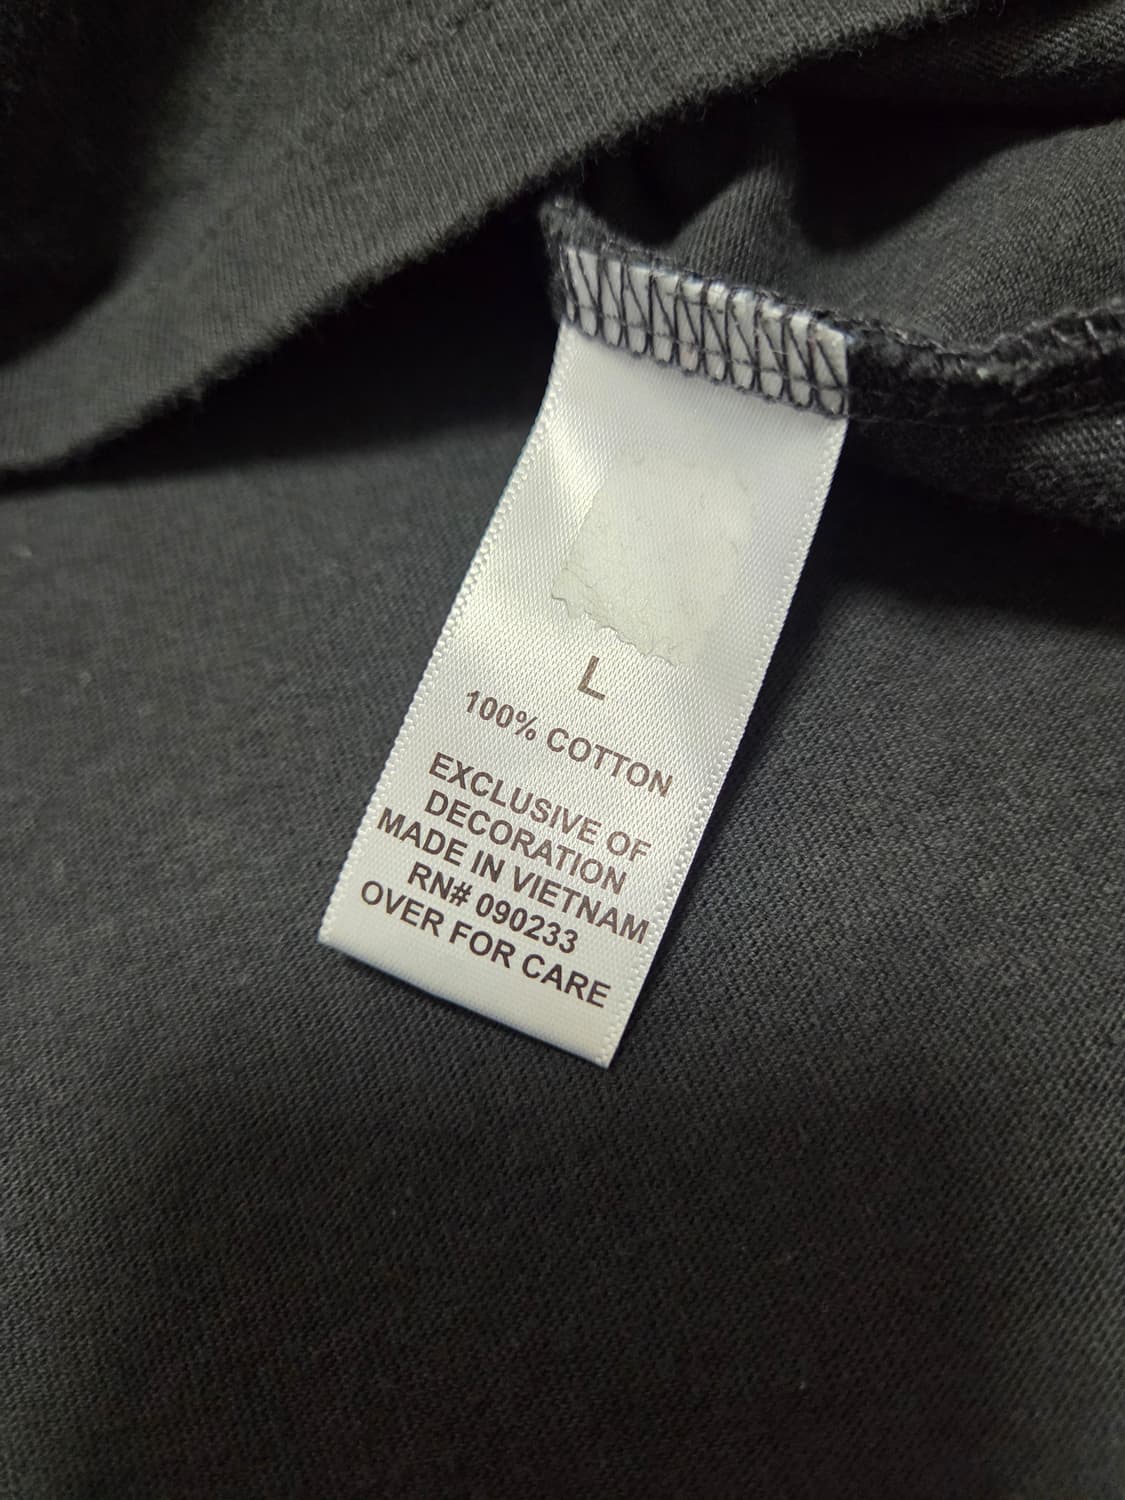 L
100% COTTON
EXCLUSIVE OF
DECORATION
MADE IN VIETNAM
RN# 090233
OVER FOR CARE